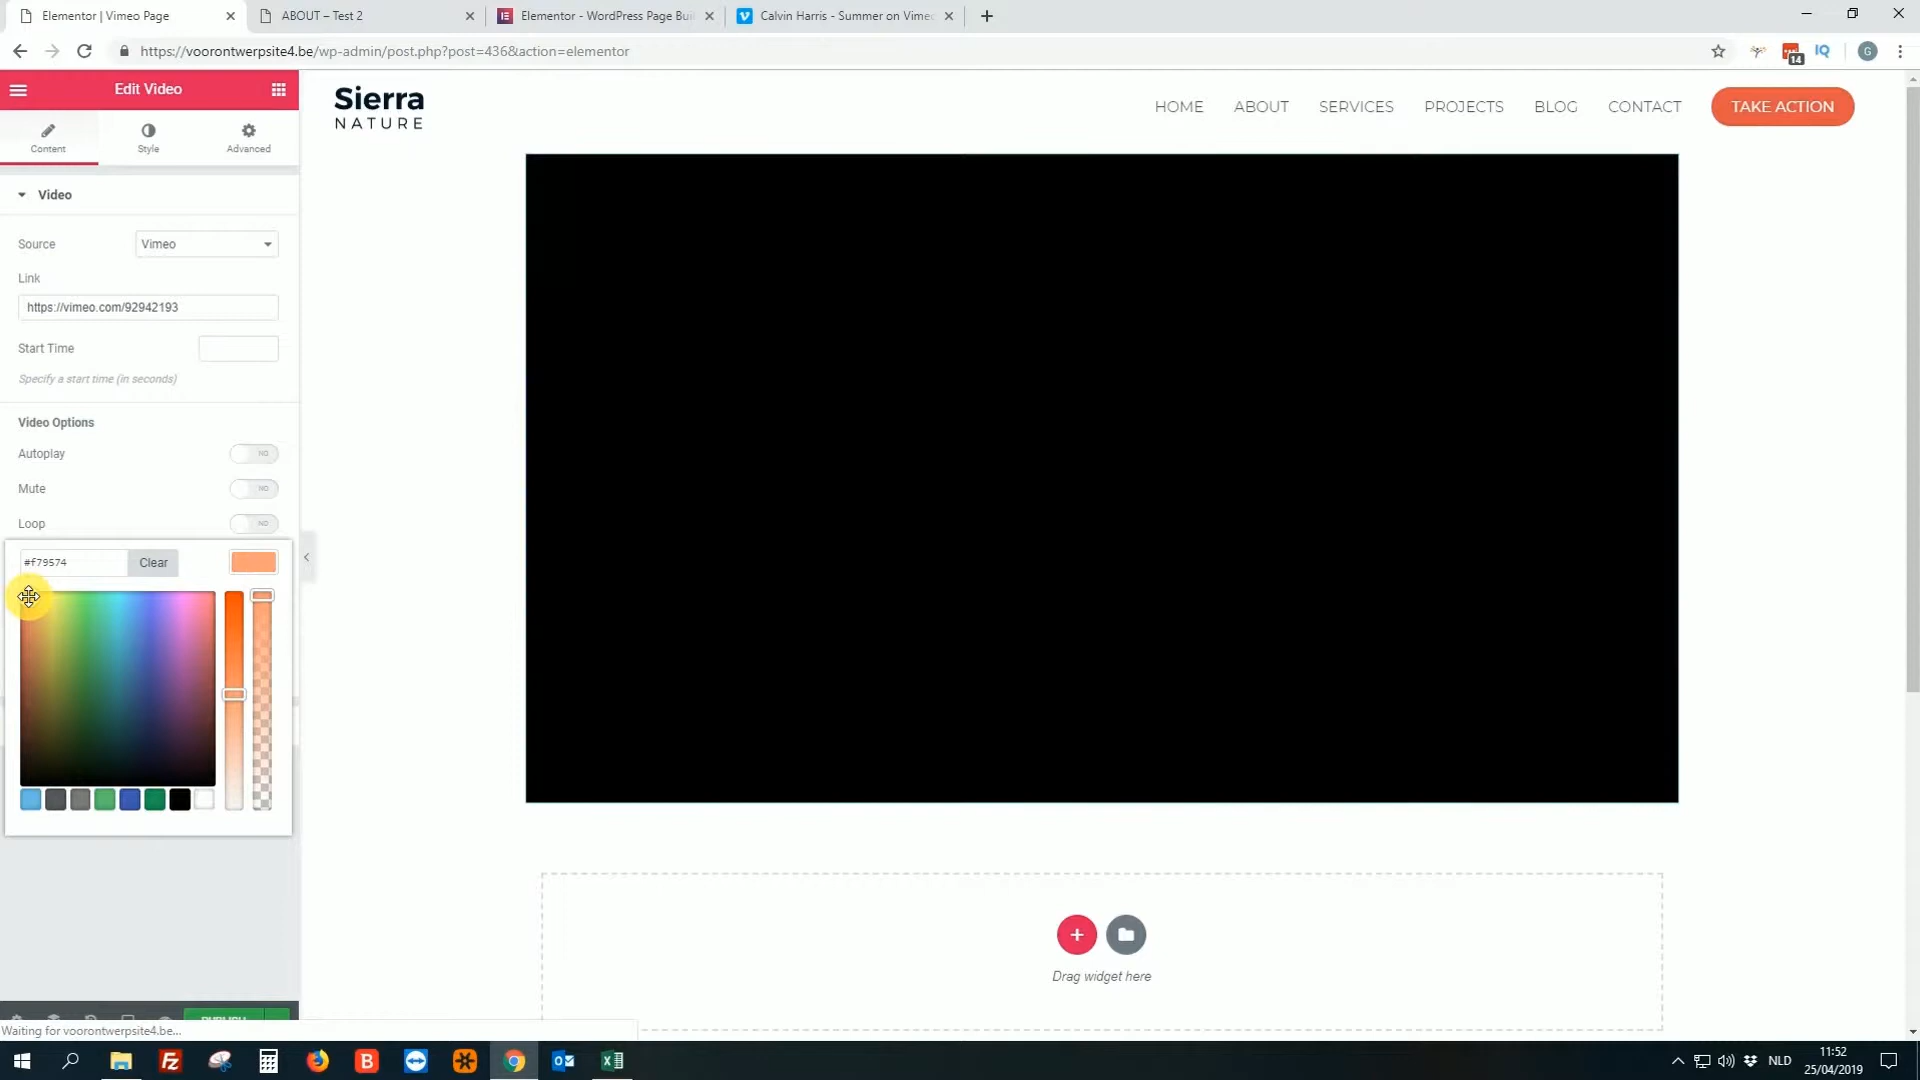 Elementor | Vimeo Page
ABOUT – Test 2
Elementor - WordPress Page Bui
Calvin Harris - Summer on Vimeo
https://voorontwerpsite4.be/wp-admin/post.php?post=436&action=elementor
14
IQ
G
Edit Video
Content
Style
Advanced
Sierra
NATURE
HOME
ABOUT
SERVICES
PROJECTS
BLOG
CONTACT
TAKE ACTION
Video
Source
Vimeo
Link
https://vimeo.com/92942193
Start Time
Specify a start time (in seconds)
Video Options
Autoplay
NO
Mute
NO
Loop
NO
#f79574
Clear
Drag widget here
PUBLISH
Waiting for voorontwerpsite4.be...
NLD
11:52
25/04/2019